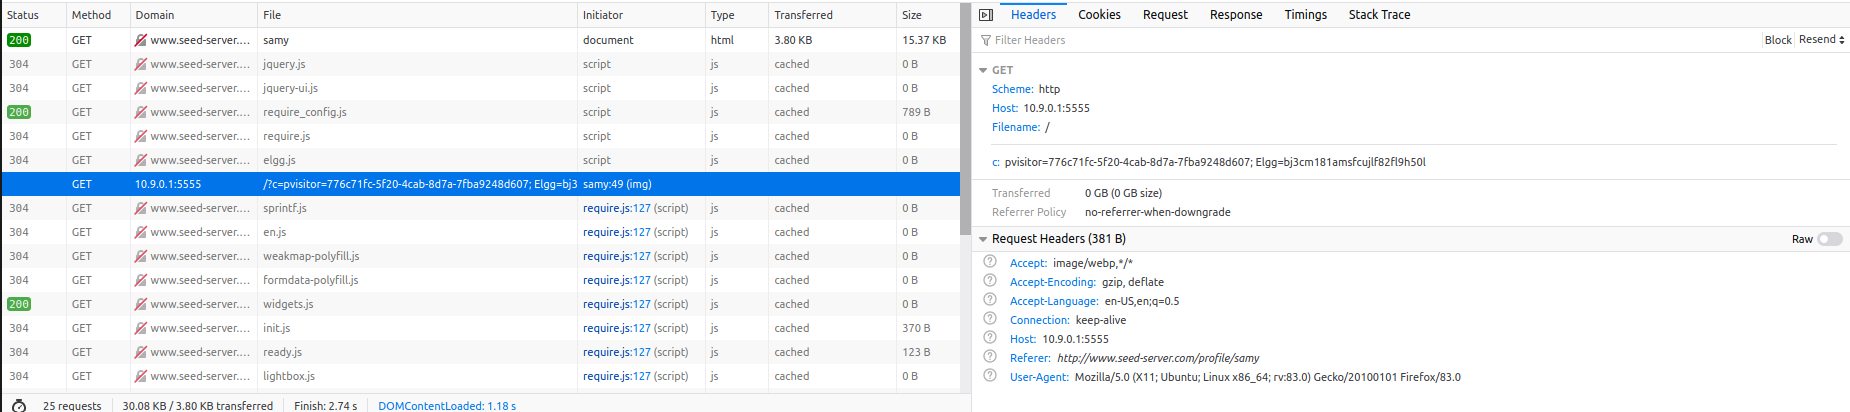 Status Method Domain File Initiator Type Transferred Size
200 GET www.seed-server.… samy document html 3.80 KB 15.37 KB
304 GET www.seed-server.… jquery.js script js cached 0 B
304 GET www.seed-server.… jquery-ui.js script js cached 0 B
200 GET www.seed-server.… require_config.js script js cached 789 B
304 GET www.seed-server.… require.js script js cached 0 B
304 GET www.seed-server.… elgg.js script js cached 0 B
GET 10.9.0.1:5555 /?c=pvisitor=776c71fc-5f20-4cab-8d7a-7fba9248d607; Elgg=bj3 samy:49 (img)
304 GET www.seed-server.… sprintf.js require.js:127 (script) js cached 0 B
304 GET www.seed-server.… en.js require.js:127 (script) js cached 0 B
304 GET www.seed-server.… weakmap-polyfill.js require.js:127 (script) js cached 0 B
304 GET www.seed-server.… formdata-polyfill.js require.js:127 (script) js cached 0 B
200 GET www.seed-server.… widgets.js require.js:127 (script) js cached 0 B
304 GET www.seed-server.… init.js require.js:127 (script) js cached 370 B
304 GET www.seed-server.… ready.js require.js:127 (script) js cached 123 B
304 GET www.seed-server.… lightbox.js require.js:127 (script) js cached 0 B
25 requests 30.08 KB / 3.80 KB transferred Finish: 2.74 s DOMContentLoaded: 1.18 s
Headers Cookies Request Response Timings Stack Trace
Filter Headers Block Resend
GET
Scheme: http
Host: 10.9.0.1:5555
Filename: /
c: pvisitor=776c71fc-5f20-4cab-8d7a-7fba9248d607; Elgg=bj3cm181amsfcujlf82fl9h50l
Transferred 0 GB (0 GB size)
Referrer Policy no-referrer-when-downgrade
Request Headers (381 B) Raw
Accept: image/webp,*/*
Accept-Encoding: gzip, deflate
Accept-Language: en-US,en;q=0.5
Connection: keep-alive
Host: 10.9.0.1:5555
Referer: http://www.seed-server.com/profile/samy
User-Agent: Mozilla/5.0 (X11; Ubuntu; Linux x86_64; rv:83.0) Gecko/20100101 Firefox/83.0